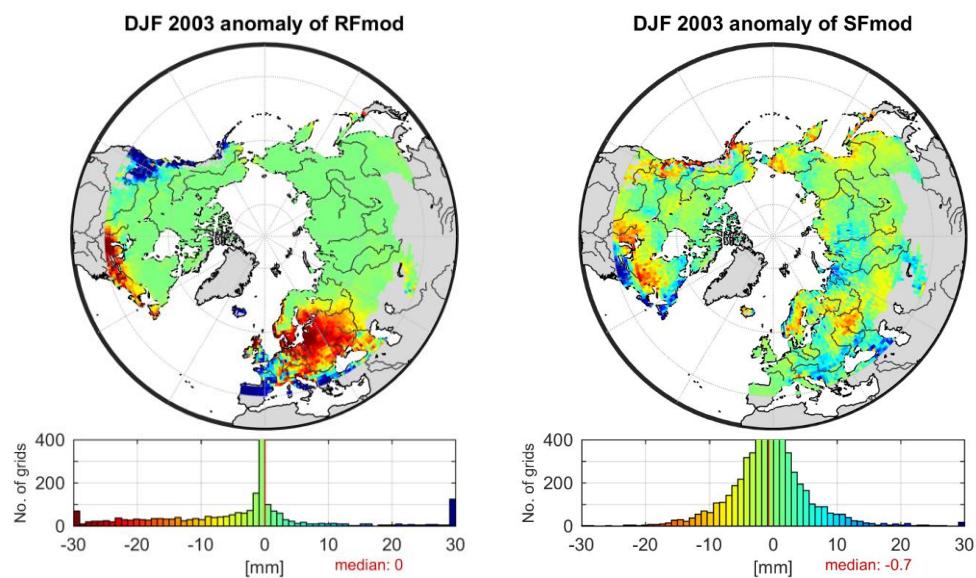 DJF 2003 anomaly of RFmod
DJF 2003 anomaly of SFmod
No. of grids
400
200
0
-30
-20
-10
0
10
20
30
[mm]
median: 0
No. of grids
400
200
0
-30
-20
-10
0
10
20
30
[mm]
median: -0.7